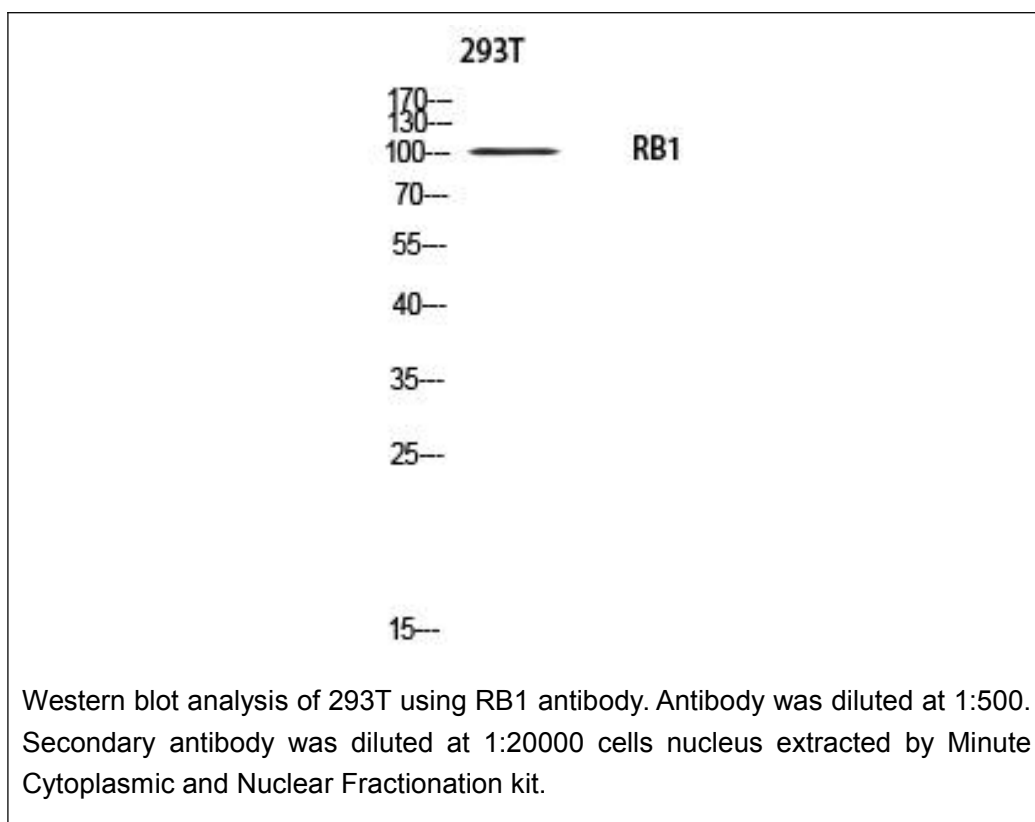 293T
170---
130---
100--- RB1
70---
55---
40---
35---
25---
15---
Western blot analysis of 293T using RB1 antibody. Antibody was diluted at 1:500.
Secondary antibody was diluted at 1:20000 cells nucleus extracted by Minute
Cytoplasmic and Nuclear Fractionation kit.